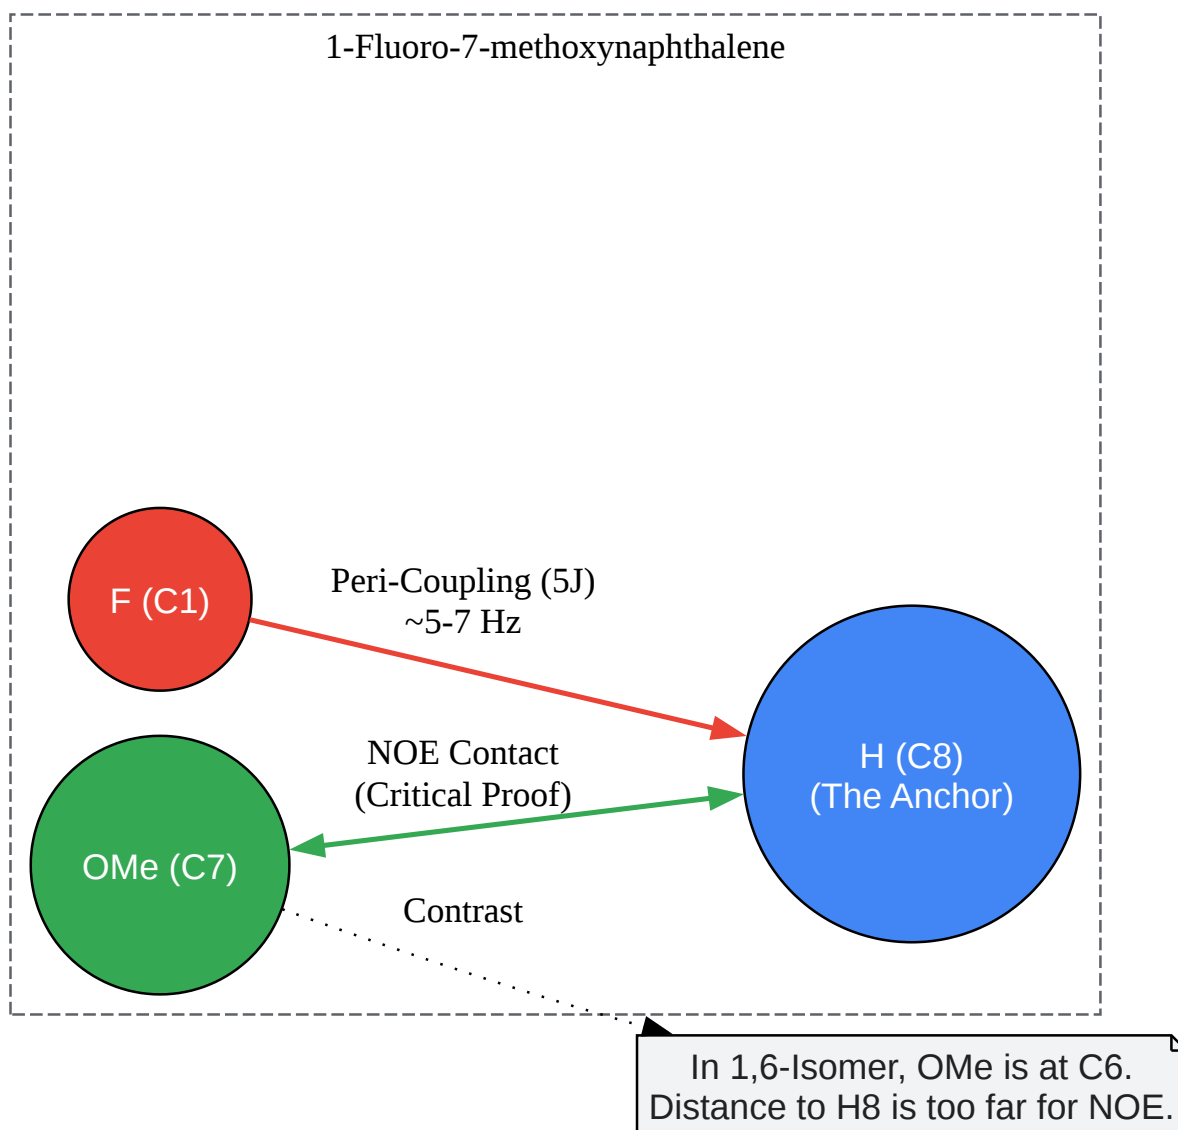 1-Fluoro-7-methoxynaphthalene
F (C1)
Peri-Coupling (5J)
~5-7 Hz
NOE Contact
(Critical Proof)
H (C8)
(The Anchor)
OMe (C7)
Contrast
In 1,6-Isomer, OMe is at C6.
Distance to H8 is too far for NOE.